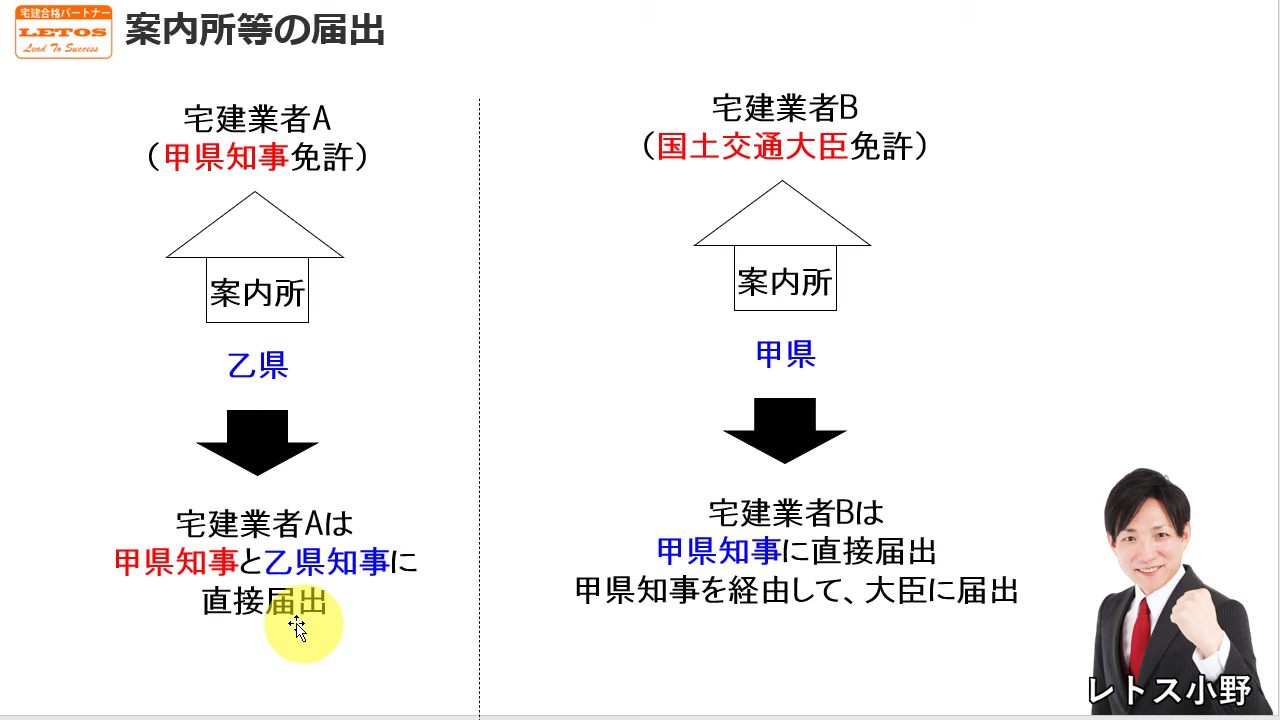 宅建合格パートナー
LETOS
Lead To Success
案内所等の届出
宅建業者A
（甲県知事免許）
案内所
乙県
宅建業者Aは
甲県知事と乙県知事に
直接届出
宅建業者B
（国土交通大臣免許）
案内所
甲県
宅建業者Bは
甲県知事に直接届出
甲県知事を経由して、大臣に届出
レトス小野